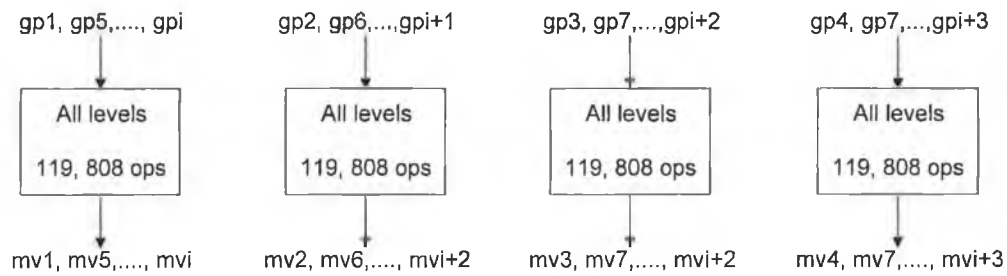 gp1, gp5,...., gpi
gp2, gp6,...,gpi+1
gp3, gp7,...,gpi+2
gp4, gp7,...,gpi+3
All levels
119, 808 ops
All levels
119, 808 ops
All levels
119, 808 ops
All levels
119, 808 ops
mv1, mv5,...., mvi
mv2, mv6,...., mvi+2
mv3, mv7,...., mvi+2
mv4, mv7,...., mvi+3